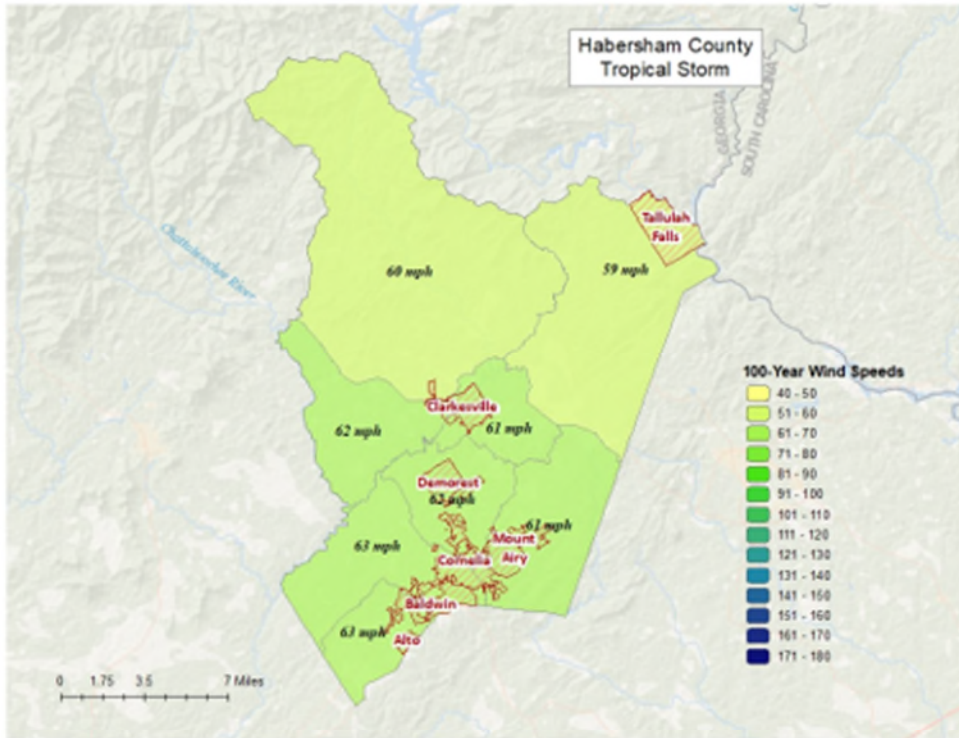 Habersham County
Tropical Storm
GEORGIA
SOUTH CAROLINA
Chattahoochee River
Tallulah
Falls
60 mph
59 mph
100-Year Wind Speeds
40 - 50
51 - 60
61 - 70
71 - 80
81 - 90
91 - 100
101 - 110
111 - 120
121 - 130
131 - 140
141 - 150
151 - 160
161 - 170
171 - 180
Clarkesville
62 mph
61 mph
Demorest
62 mph
61 mph
Mount
Airy
63 mph
Cornelia
Baldwin
63 mph
Alto
0 1.75 3.5 7 Miles